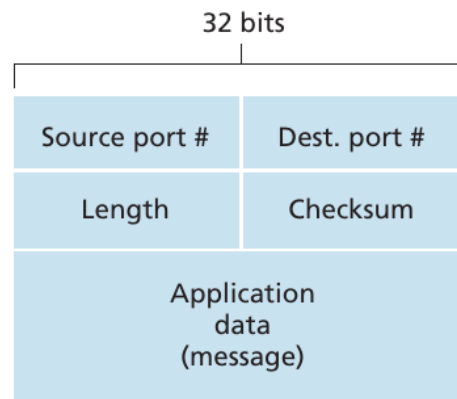 32 bits
Source port # Dest. port #
Length Checksum
Application
data
(message)